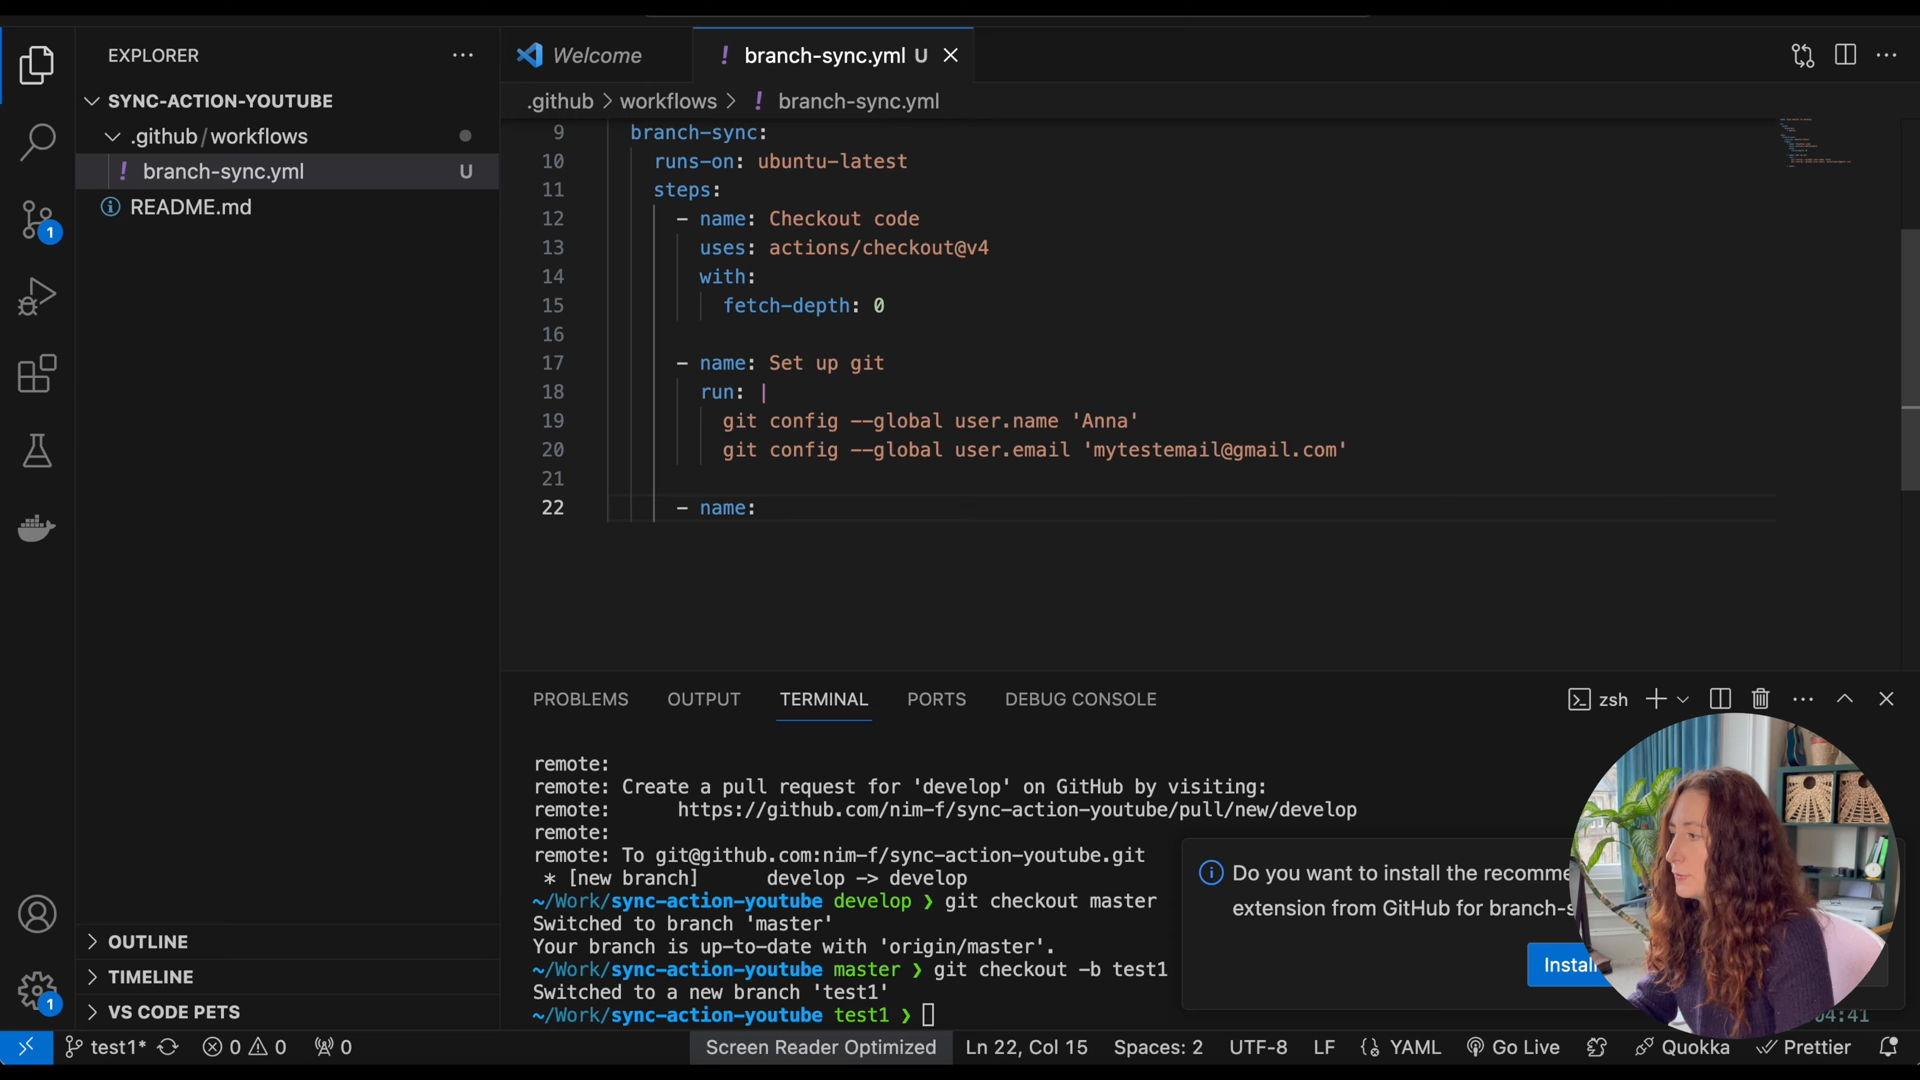 EXPLORER
SYNC-ACTION-YOUTUBE
.github / workflows
! branch-sync.yml U
README.md
OUTLINE
TIMELINE
VS CODE PETS
1
1
Welcome
! branch-sync.yml U
.github > workflows > ! branch-sync.yml
9 branch-sync:
10 runs-on: ubuntu-latest
11 steps:
12 - name: Checkout code
13 uses: actions/checkout@v4
14 with:
15 fetch-depth: 0
16
17 - name: Set up git
18 run: |
19 git config --global user.name 'Anna'
20 git config --global user.email 'mytestemail@gmail.com'
21
22 - name:
PROBLEMS OUTPUT TERMINAL PORTS DEBUG CONSOLE
zsh
remote:
remote: Create a pull request for 'develop' on GitHub by visiting:
remote: https://github.com/nim-f/sync-action-youtube/pull/new/develop
remote:
remote: To git@github.com:nim-f/sync-action-youtube.git
* [new branch] develop -> develop
~/Work/sync-action-youtube develop ❯ git checkout master
Switched to branch 'master'
Your branch is up-to-date with 'origin/master'.
~/Work/sync-action-youtube master ❯ git checkout -b test1
Switched to a new branch 'test1'
~/Work/sync-action-youtube test1 ❯
Do you want to install the
extension from GitHub for
Install
04:41
test1* 0 0 0 Screen Reader Optimized Ln 22, Col 15 Spaces: 2 UTF-8 LF YAML Go Live Quokka Prettier